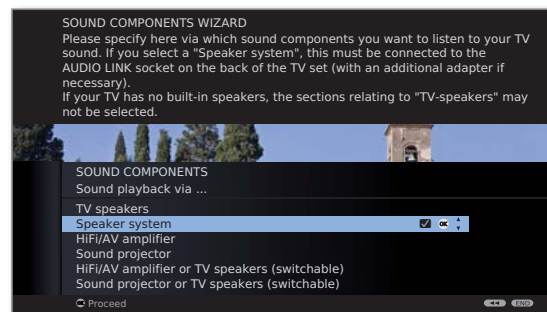 SOUND COMPONENTS WIZARD
Please specify here via which sound components you want to listen to your TV
sound. If you select a "Speaker system", this must be connected to the
AUDIO LINK socket on the back of the TV set (with an additional adapter if
necessary).
If your TV has no built-in speakers, the sections relating to "TV-speakers" may
not be selected.
SOUND COMPONENTS
Sound playback via ...
TV speakers
Speaker system OK
HiFi/AV amplifier
Sound projector
HiFi/AV amplifier or TV speakers (switchable)
Sound projector or TV speakers (switchable)
OK Proceed END